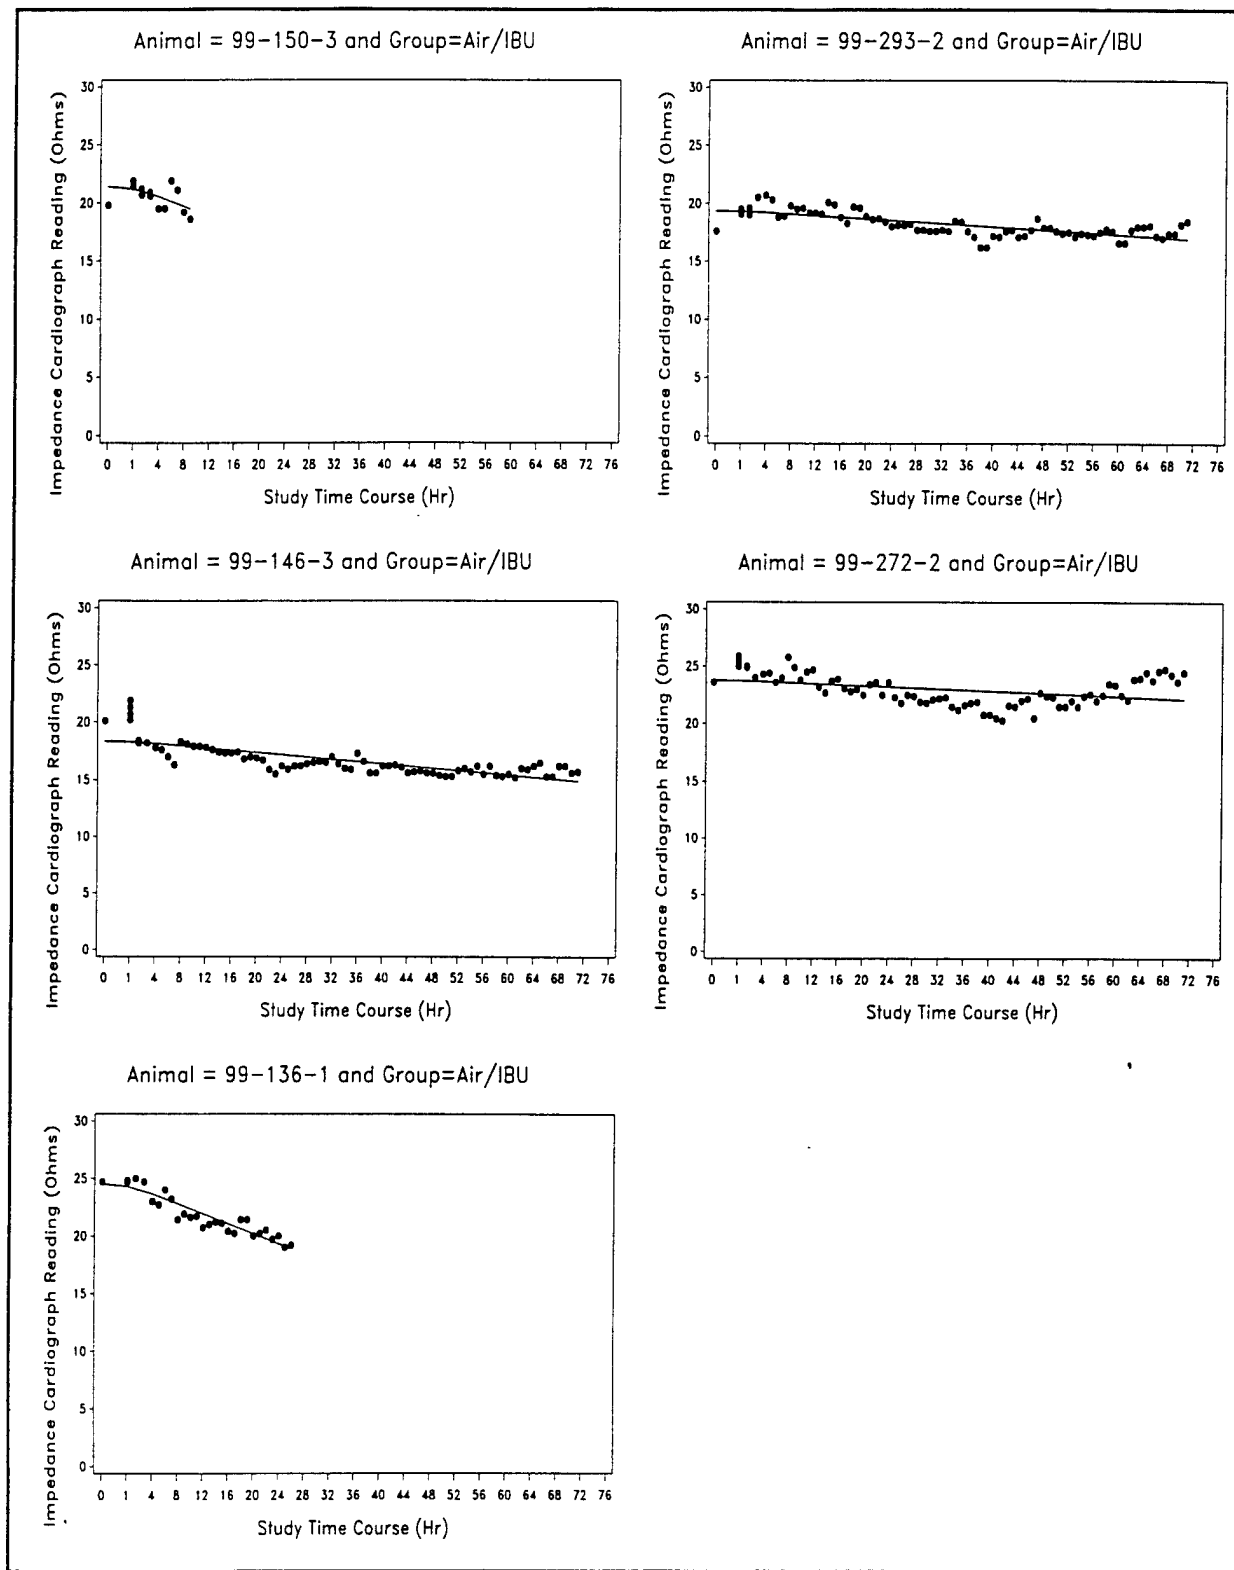 Animal = 99-150-3 and Group=Air/IBU
Impedance Cardiograph Reading (Ohms)
30
25
20
15
10
5
0
0 1 4 8 12 16 20 24 28 32 36 40 44 48 52 56 60 64 68 72 76
Study Time Course (Hr)
Animal = 99-293-2 and Group=Air/IBU
Impedance Cardiograph Reading (Ohms)
30
25
20
15
10
5
0
0 1 4 8 12 16 20 24 28 32 36 40 44 48 52 56 60 64 68 72 76
Study Time Course (Hr)
Animal = 99-146-3 and Group=Air/IBU
Impedance Cardiograph Reading (Ohms)
30
25
20
15
10
5
0
0 1 4 8 12 16 20 24 28 32 36 40 44 48 52 56 60 64 68 72 76
Study Time Course (Hr)
Animal = 99-272-2 and Group=Air/IBU
Impedance Cardiograph Reading (Ohms)
30
25
20
15
10
5
0
0 1 4 8 12 16 20 24 28 32 36 40 44 48 52 56 60 64 68 72 76
Study Time Course (Hr)
Animal = 99-136-1 and Group=Air/IBU
Impedance Cardiograph Reading (Ohms)
30
25
20
15
10
5
0
0 1 4 8 12 16 20 24 28 32 36 40 44 48 52 56 60 64 68 72 76
Study Time Course (Hr)